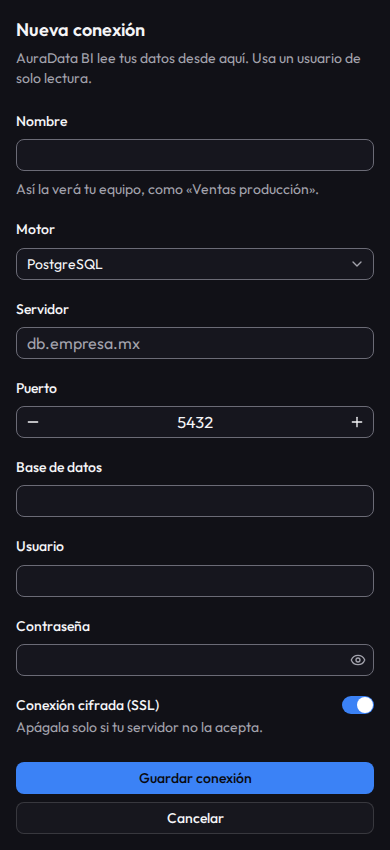 Nueva conexión
AuraData BI lee tus datos desde aquí. Usa un usuario de
solo lectura.
Nombre
Así la verá tu equipo, como «Ventas producción».
Motor
PostgreSQL
Servidor
db.empresa.mx
Puerto
5432
Base de datos
Usuario
Contraseña
Conexión cifrada (SSL)
Apágala solo si tu servidor no la acepta.
Guardar conexión
Cancelar